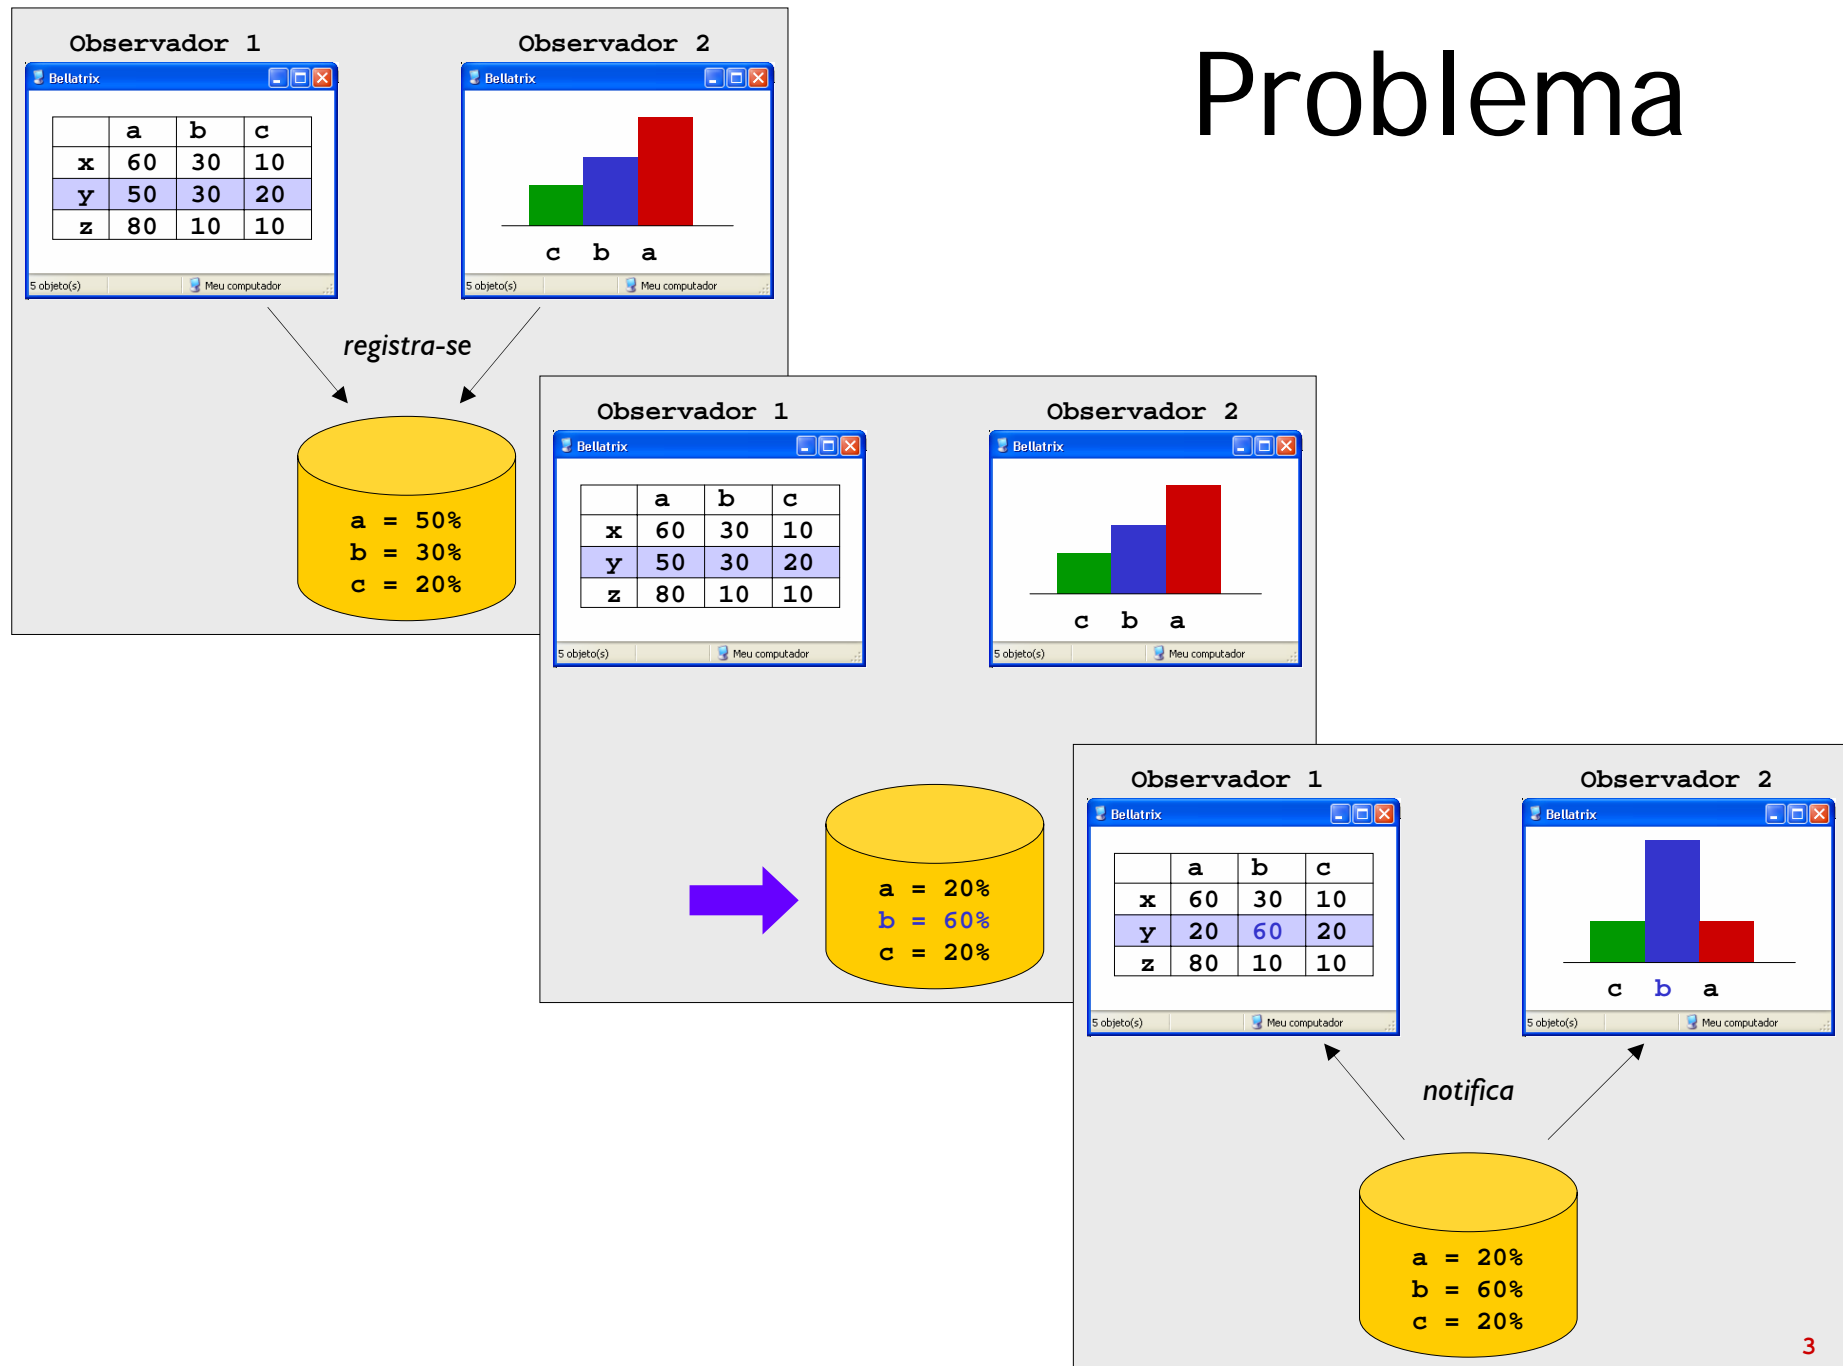 Problema
Observador 1
Observador 2
Bellatrix
a b c
x 60 30 10
y 50 30 20
z 80 10 10
5 objeto(s) Meu computador
Bellatrix
c b a
5 objeto(s) Meu computador
registra-se
a = 50%
b = 30%
c = 20%
Observador 1
Observador 2
Bellatrix
a b c
x 60 30 10
y 50 30 20
z 80 10 10
5 objeto(s) Meu computador
Bellatrix
c b a
5 objeto(s) Meu computador
a = 20%
b = 60%
c = 20%
Observador 1
Observador 2
Bellatrix
a b c
x 60 30 10
y 20 60 20
z 80 10 10
5 objeto(s) Meu computador
Bellatrix
c b a
5 objeto(s) Meu computador
notifica
a = 20%
b = 60%
c = 20%
3